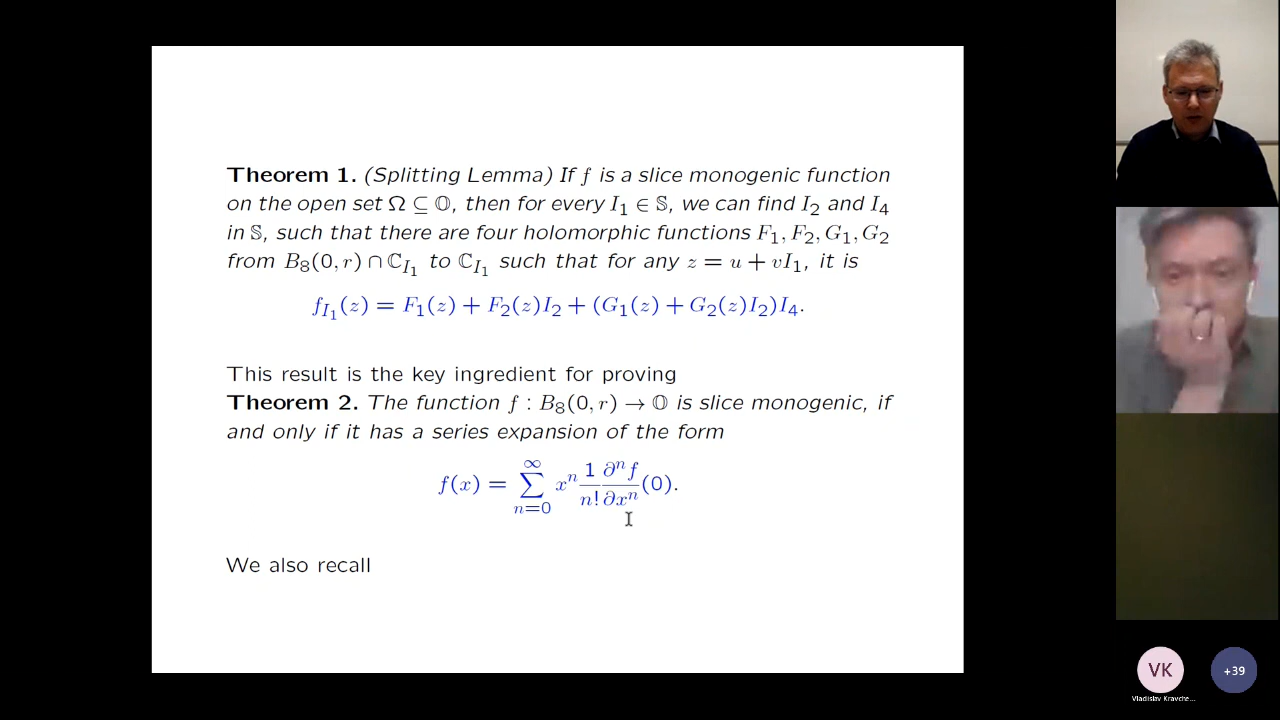 Theorem 1. (Splitting Lemma) If f is a slice monogenic function
on the open set Ω ⊆ 𝕆, then for every I₁ ∈ 𝕊, we can find I₂ and I₄
in 𝕊, such that there are four holomorphic functions F₁, F₂, G₁, G₂
from B₈(0, r) ∩ ℂ_{I₁} to ℂ_{I₁} such that for any z = u + vI₁, it is
f_{I₁}(z) = F₁(z) + F₂(z)I₂ + (G₁(z) + G₂(z)I₂)I₄.
This result is the key ingredient for proving
Theorem 2. The function f : B₈(0, r) → 𝕆 is slice monogenic, if
and only if it has a series expansion of the form
f(x) = ∑_{n=0}^{∞} xⁿ \frac{1}{n!} \frac{∂ⁿf}{∂xⁿ}(0).
We also recall
VK
+39
Vladislav Kravche...